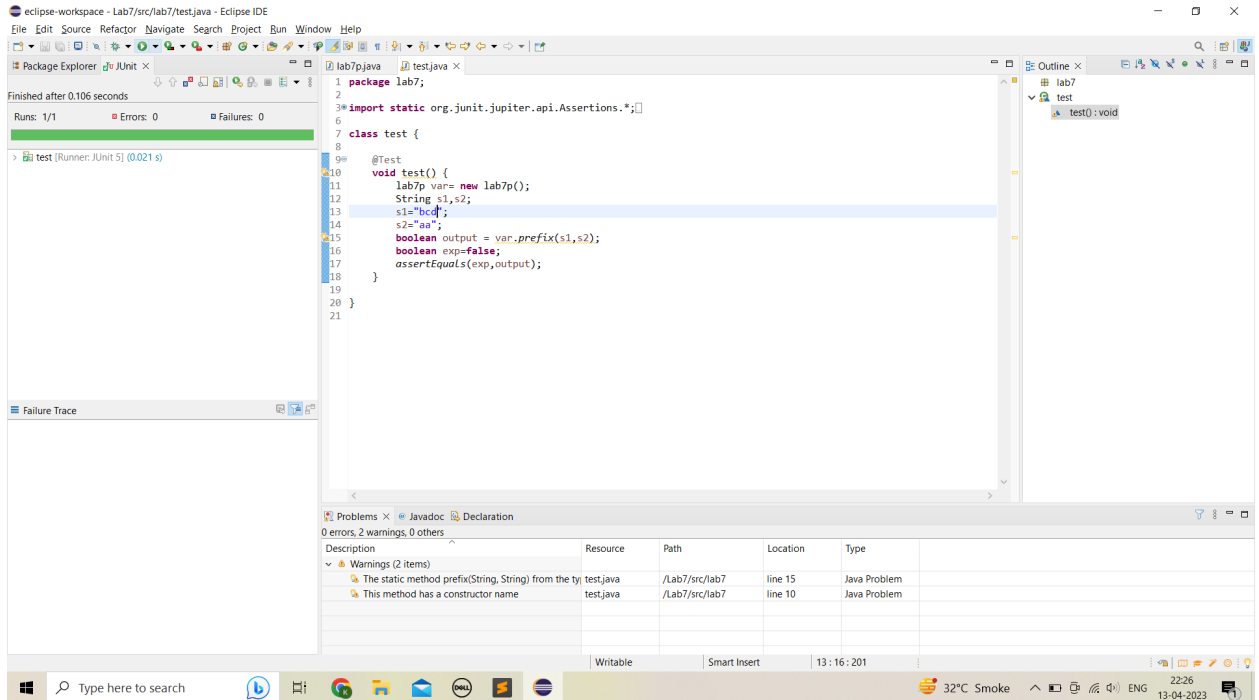 eclipse-workspace - Lab7/src/lab7/test.java - Eclipse IDE
File Edit Source Refactor Navigate Search Project Run Window Help
Package Explorer JUnit
Finished after 0.106 seconds
Runs: 1/1 Errors: 0 Failures: 0
test [Runner: JUnit 5] (0.021 s)
Failure Trace
lab7p.java test.java
1 package lab7;
2
3 import static org.junit.jupiter.api.Assertions.*;
6
7 class test {
8
9 @Test
10 void test() {
11 lab7p var= new lab7p();
12 String s1,s2;
13 s1="bcd";
14 s2="aa";
15 boolean output = var.prefix(s1,s2);
16 boolean exp=false;
17 assertEquals(exp,output);
18 }
19
20 }
21
Outline
lab7
test
test() : void
Problems Javadoc Declaration
0 errors, 2 warnings, 0 others
Description Resource Path Location Type
Warnings (2 items)
The static method prefix(String, String) from the ty test.java /Lab7/src/lab7 line 15 Java Problem
This method has a constructor name test.java /Lab7/src/lab7 line 10 Java Problem
Writable Smart Insert 13 : 16 : 201
Type here to search
DELL
32°C Smoke ENG
22:26
13-04-2023